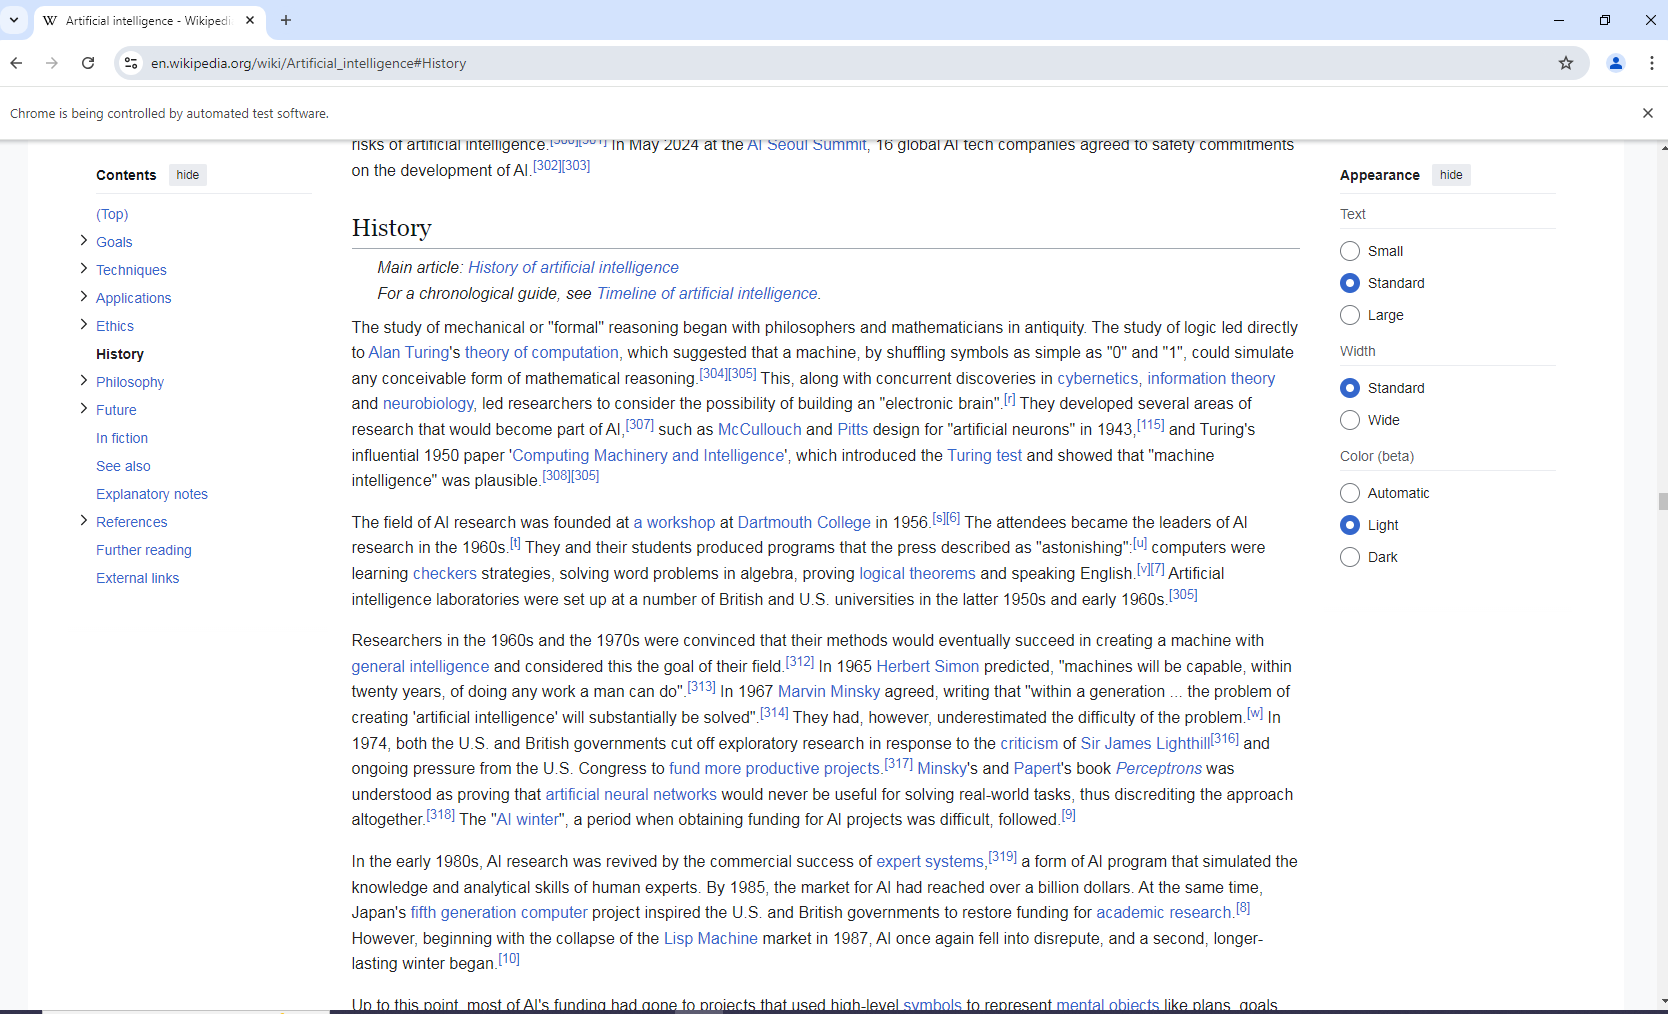 Artificial intelligence - Wikipedi
en.wikipedia.org/wiki/Artificial_intelligence#History
Chrome is being controlled by automated test software.
Contents hide
(Top)
Goals
Techniques
Applications
Ethics
History
Philosophy
Future
In fiction
See also
Explanatory notes
References
Further reading
External links
risks of artificial intelligence.[300][301] In May 2024 at the AI Seoul Summit, 16 global AI tech companies agreed to safety commitments
on the development of AI.[302][303]
History
Main article: History of artificial intelligence
For a chronological guide, see Timeline of artificial intelligence.
The study of mechanical or "formal" reasoning began with philosophers and mathematicians in antiquity. The study of logic led directly
to Alan Turing's theory of computation, which suggested that a machine, by shuffling symbols as simple as "0" and "1", could simulate
any conceivable form of mathematical reasoning.[304][305] This, along with concurrent discoveries in cybernetics, information theory
and neurobiology, led researchers to consider the possibility of building an "electronic brain".[r] They developed several areas of
research that would become part of AI,[307] such as McCullouch and Pitts design for "artificial neurons" in 1943,[115] and Turing's
influential 1950 paper 'Computing Machinery and Intelligence', which introduced the Turing test and showed that "machine
intelligence" was plausible.[308][305]
The field of AI research was founded at a workshop at Dartmouth College in 1956.[s][6] The attendees became the leaders of AI
research in the 1960s.[t] They and their students produced programs that the press described as "astonishing":[u] computers were
learning checkers strategies, solving word problems in algebra, proving logical theorems and speaking English.[v][7] Artificial
intelligence laboratories were set up at a number of British and U.S. universities in the latter 1950s and early 1960s.[305]
Researchers in the 1960s and the 1970s were convinced that their methods would eventually succeed in creating a machine with
general intelligence and considered this the goal of their field.[312] In 1965 Herbert Simon predicted, "machines will be capable, within
twenty years, of doing any work a man can do".[313] In 1967 Marvin Minsky agreed, writing that "within a generation ... the problem of
creating 'artificial intelligence' will substantially be solved".[314] They had, however, underestimated the difficulty of the problem.[w] In
1974, both the U.S. and British governments cut off exploratory research in response to the criticism of Sir James Lighthill[316] and
ongoing pressure from the U.S. Congress to fund more productive projects.[317] Minsky's and Papert's book Perceptrons was
understood as proving that artificial neural networks would never be useful for solving real-world tasks, thus discrediting the approach
altogether.[318] The "AI winter", a period when obtaining funding for AI projects was difficult, followed.[9]
In the early 1980s, AI research was revived by the commercial success of expert systems,[319] a form of AI program that simulated the
knowledge and analytical skills of human experts. By 1985, the market for AI had reached over a billion dollars. At the same time,
Japan's fifth generation computer project inspired the U.S. and British governments to restore funding for academic research.[8]
However, beginning with the collapse of the Lisp Machine market in 1987, AI once again fell into disrepute, and a second, longer-
lasting winter began.[10]
Up to this point, most of AI's funding had gone to projects that used high-level symbols to represent mental objects like plans, goals,
Appearance hide
Text
Small
Standard
Large
Width
Standard
Wide
Color (beta)
Automatic
Light
Dark